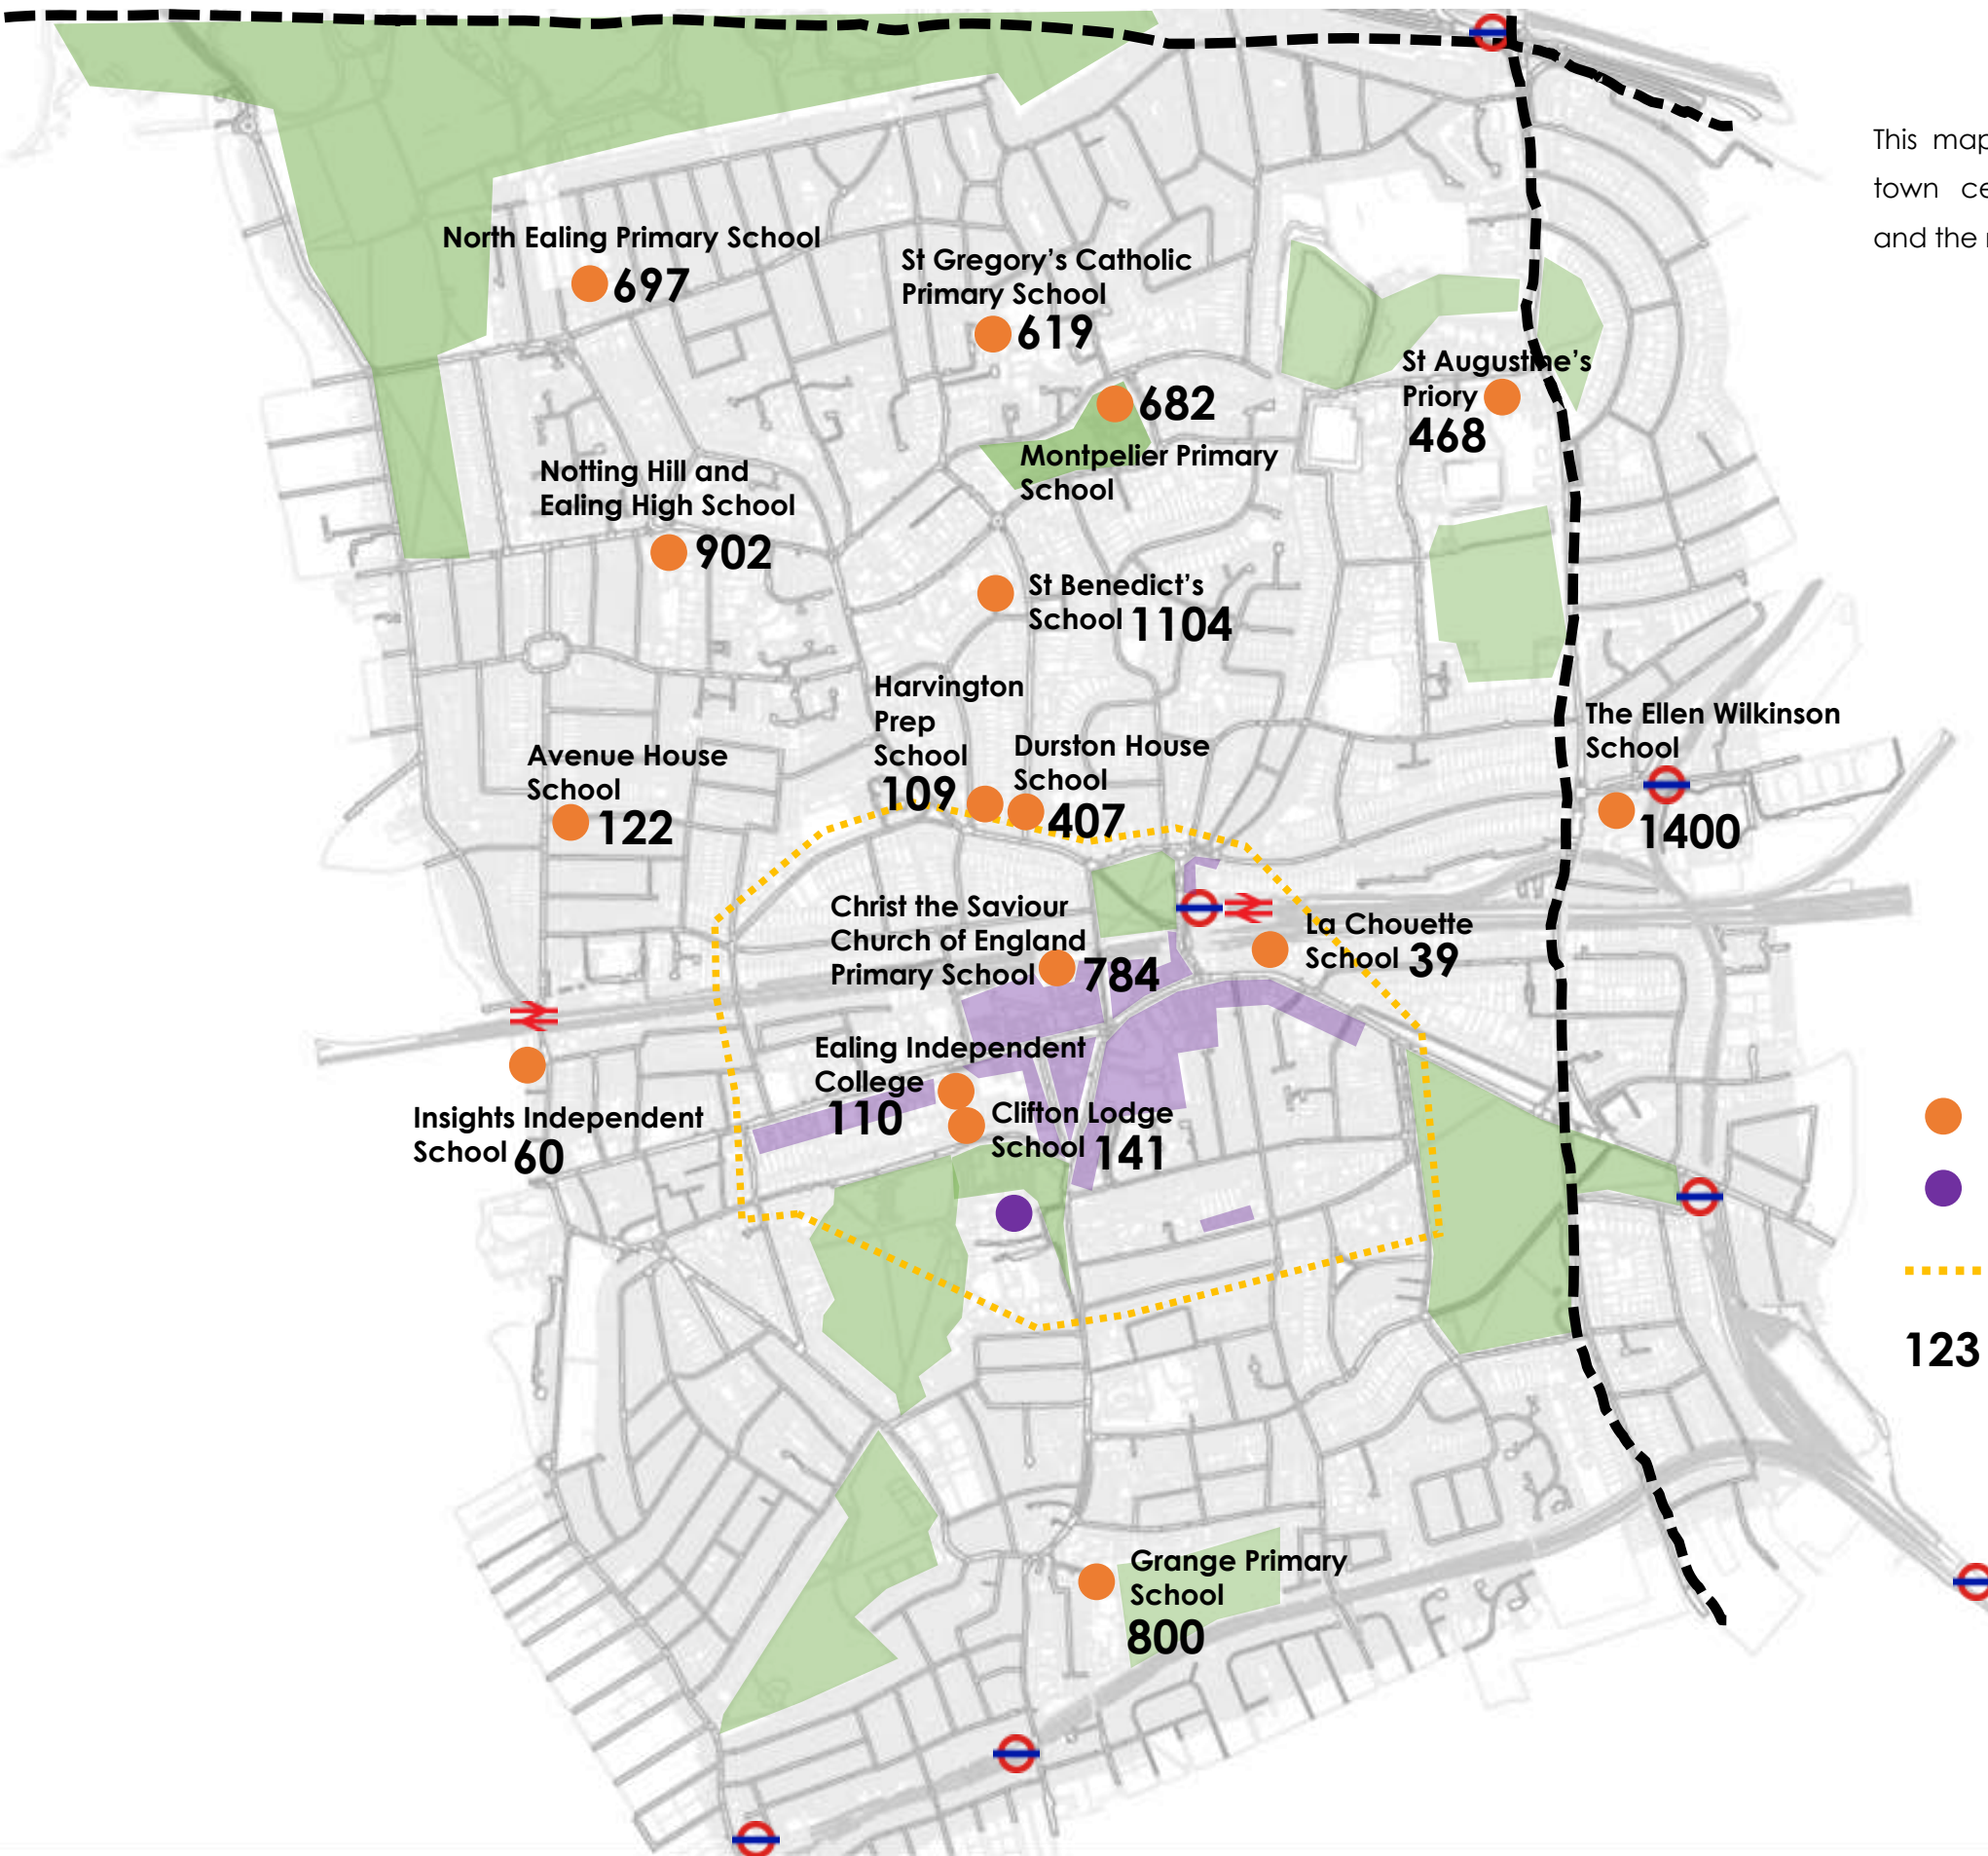 This map
town ce
and the
North Ealing Primary School
697
St Gregory's Catholic
Primary School
619
682
Montpelier Primary
School
St Augustine's
Priory
468
Notting Hill and
Ealing High School
902
St Benedict's
School 1104
Harvington
Prep
School
109
Durston House
School
407
The Ellen Wilkinson
School
1400
Avenue House
School
122
Christ the Saviour
Church of England
Primary School 784
La Chouette
School 39
Ealing Independent
College
110
Clifton Lodge
School 141
Insights Independent
School 60
123
Grange Primary
School
800